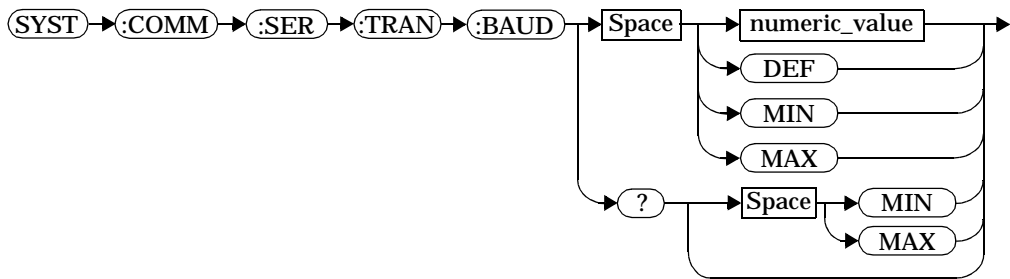 SYST :COMM :SER :TRAN :BAUD Space numeric_value
DEF
MIN
MAX
? Space MIN
MAX